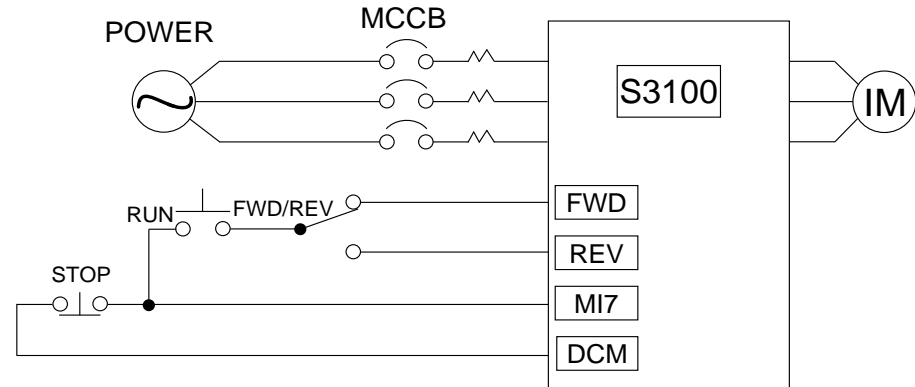 MCCB
POWER
S3100
IM
FWD
RUN
FWD/REV
REV
STOP
MI7
DCM